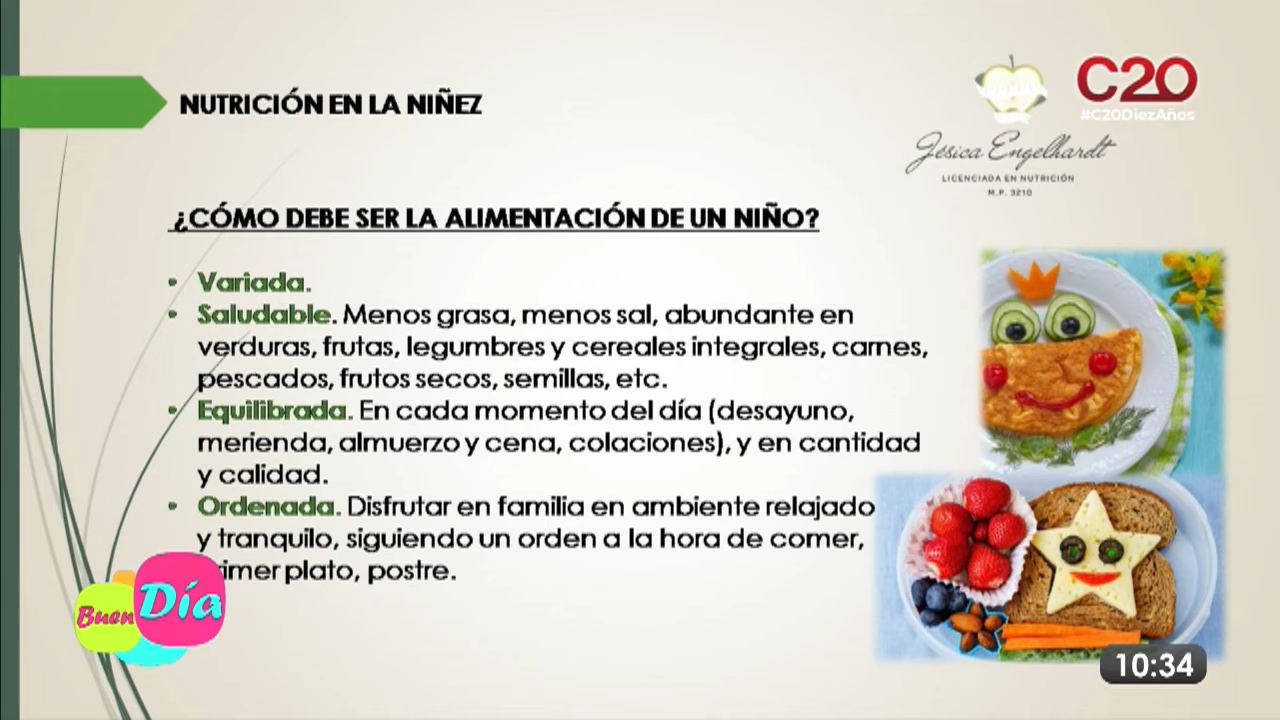 NUTRICIÓN EN LA NIÑEZ
C20
#C20DiezAños
Jesica Engelhardt
LICENCIADA EN NUTRICIÓN
M.P. 3210
¿CÓMO DEBE SER LA ALIMENTACIÓN DE UN NIÑO?
• Variada.
• Saludable. Menos grasa, menos sal, abundante en
verduras, frutas, legumbres y cereales integrales, carnes,
pescados, frutos secos, semillas, etc.
• Equilibrada. En cada momento del día (desayuno,
merienda, almuerzo y cena, colaciones), y en cantidad
y calidad.
• Ordenada. Disfrutar en familia en ambiente relajado
y tranquilo, siguiendo un orden a la hora de comer,
plato, postre.
Buen Día
10:34